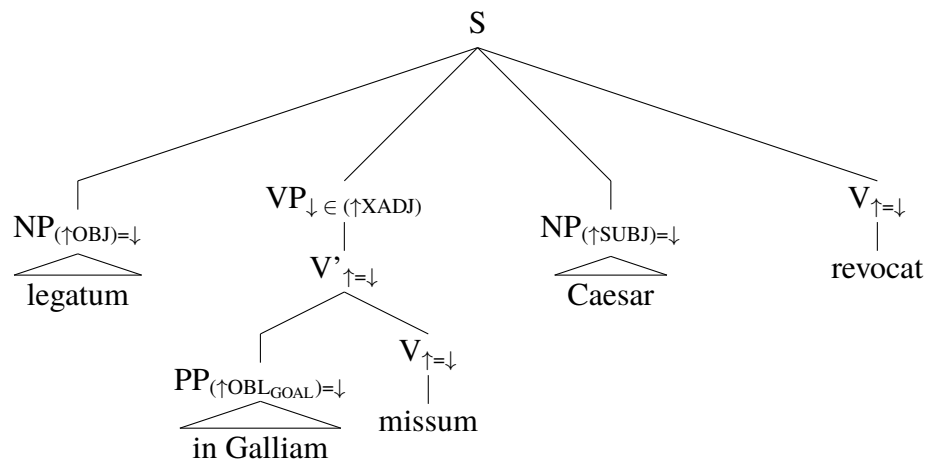 S
NP(↑OBJ)=↓ VP↓ ∈ (↑XADJ) NP(↑SUBJ)=↓ V↑=↓
legatum V’↑=↓ Caesar revocat
PP(↑OBLGOAL)=↓ V↑=↓
in Galliam missum